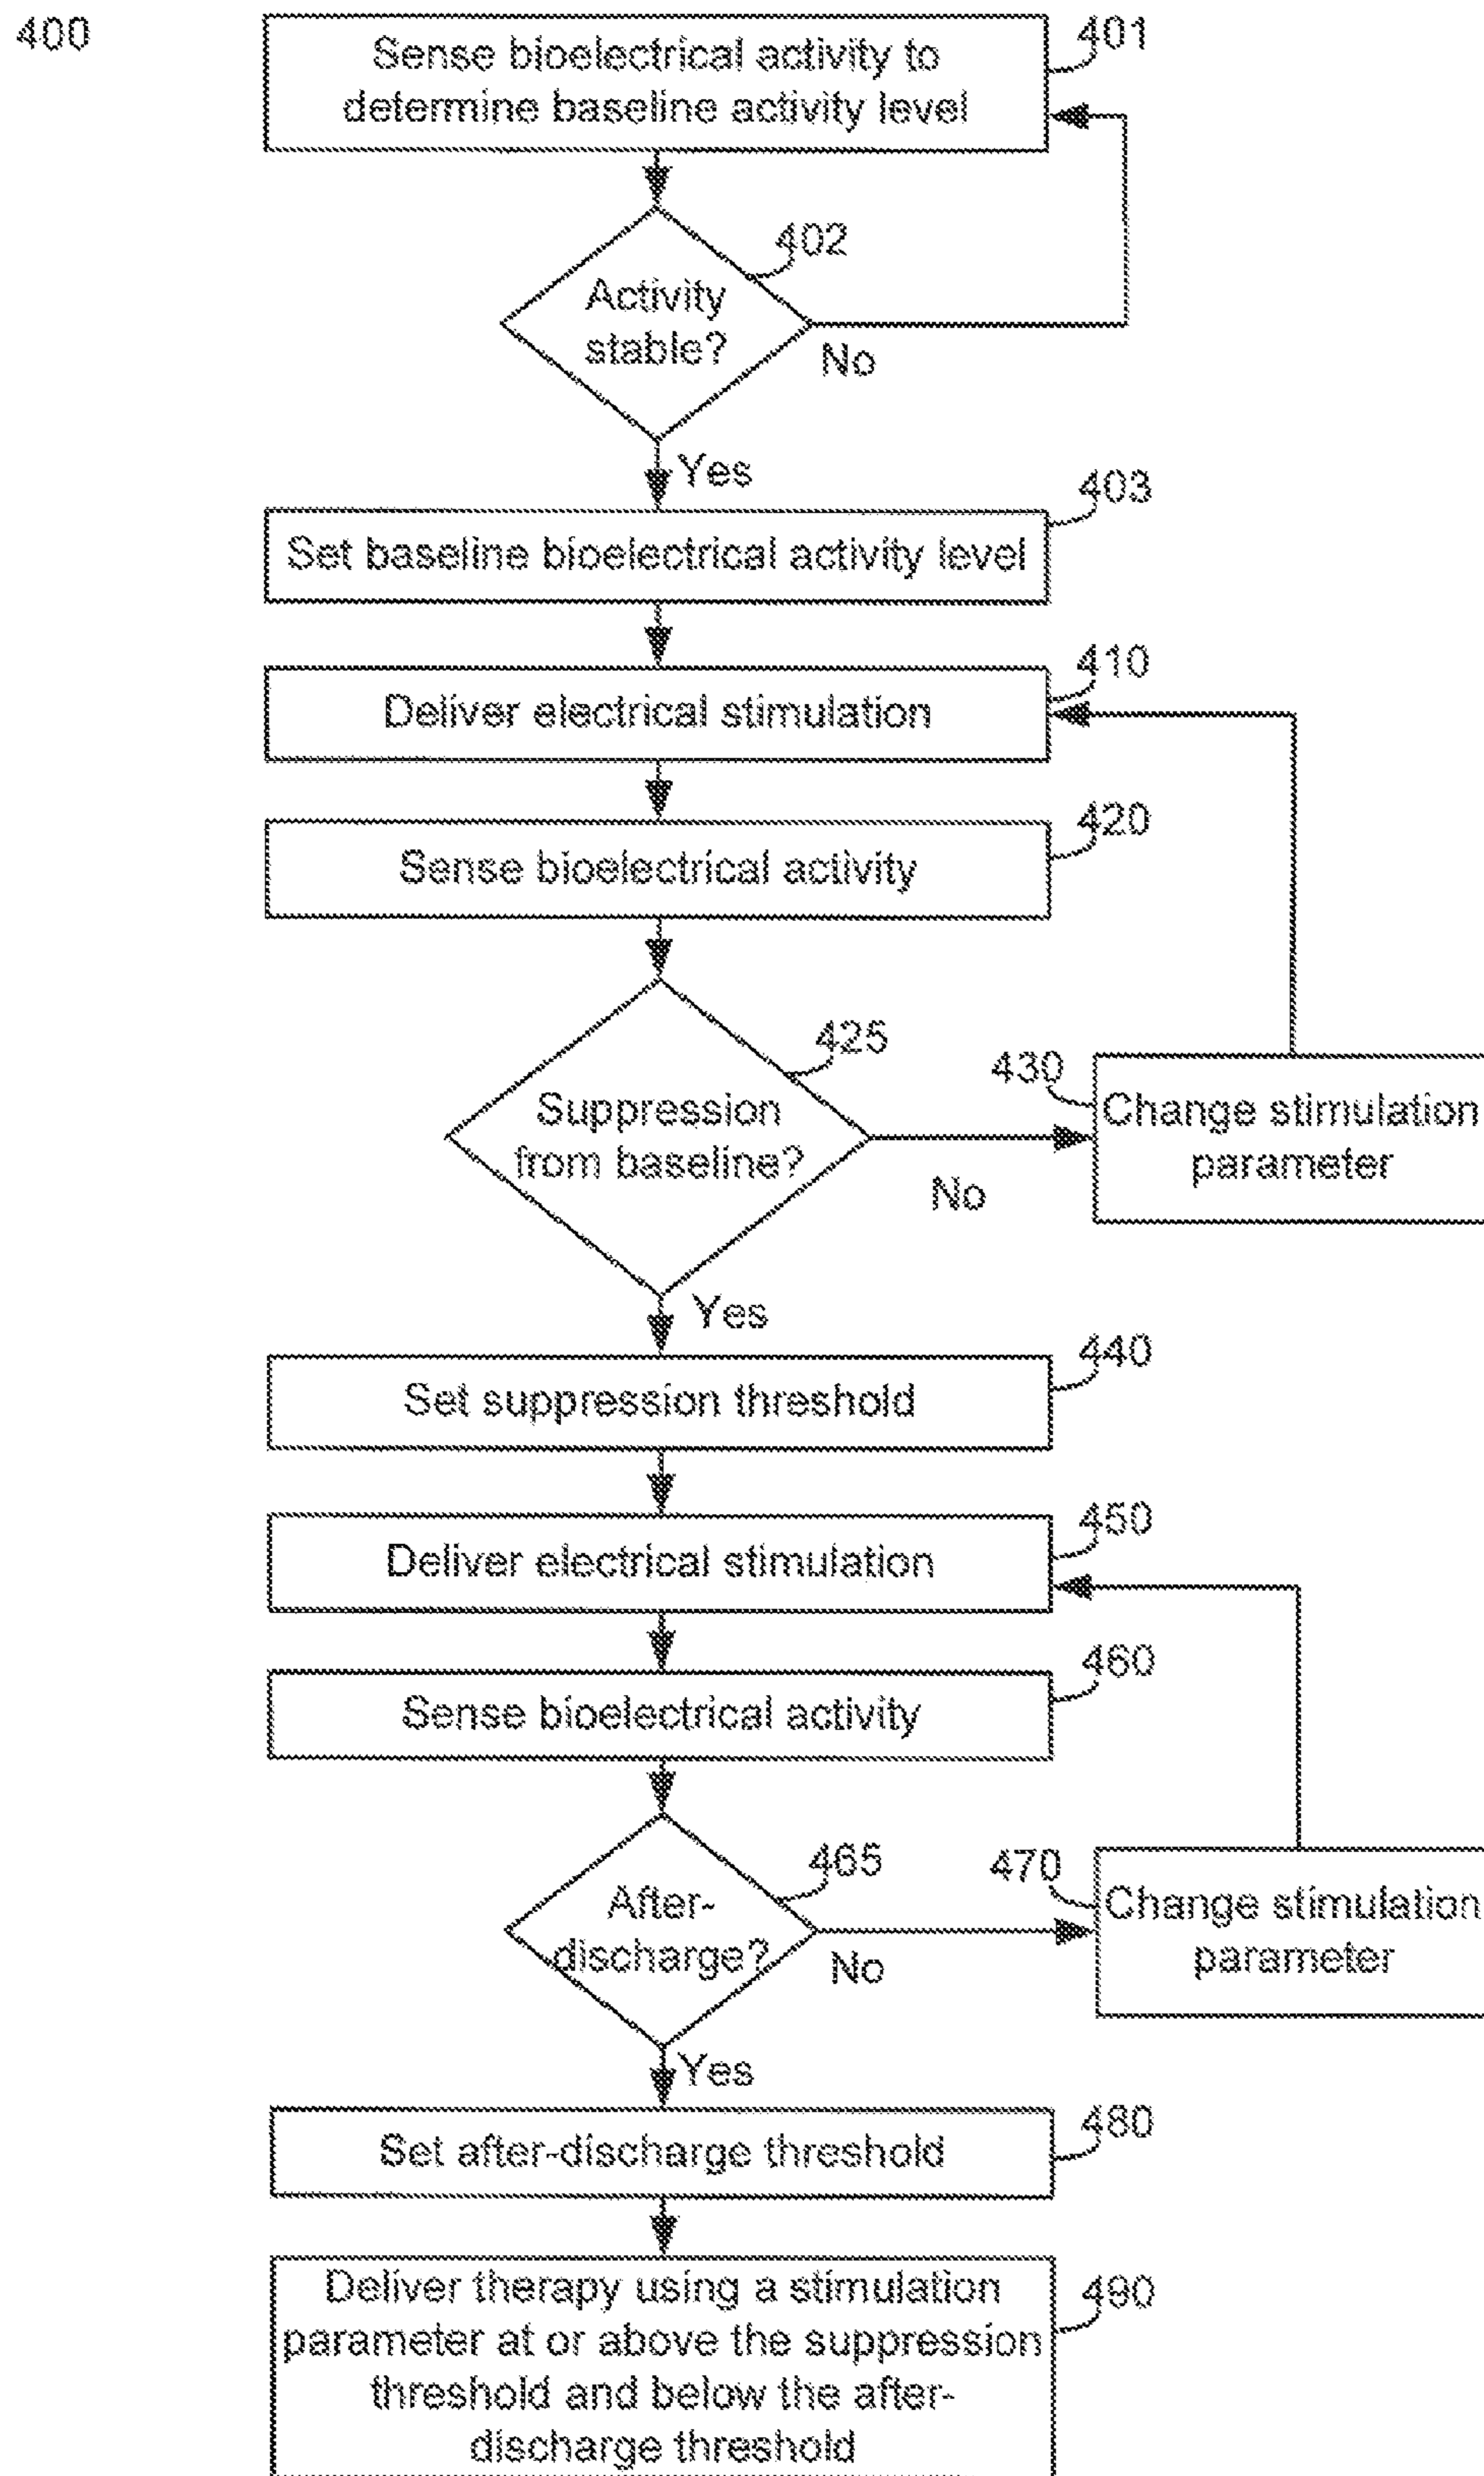 400
Sense bioelectrical activity to
determine baseline activity level
401
Activity
stable?
402
No
Yes
Set baseline bioelectrical activity level
403
Deliver electrical stimulation
410
Sense bioelectrical activity
420
Suppression
from baseline?
425
No
430
Change stimulation
parameter
Yes
Set suppression threshold
440
Deliver electrical stimulation
450
Sense bioelectrical activity
460
After-
discharge?
465
No
470
Change stimulation
parameter
Yes
Set after-discharge threshold
480
Deliver therapy using a stimulation
parameter at or above the suppression
threshold and below the after-
discharge threshold
490